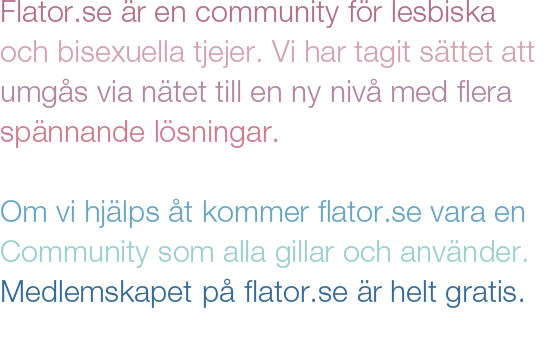 Flator.se är en community för lesbiska
och bisexuella tjejer. Vi har tagit sättet att
umgås via nätet till en ny nivå med flera
spännande lösningar.
Om vi hjälps åt kommer flator.se vara en
Community som alla gillar och använder.
Medlemskapet på flator.se är helt gratis.